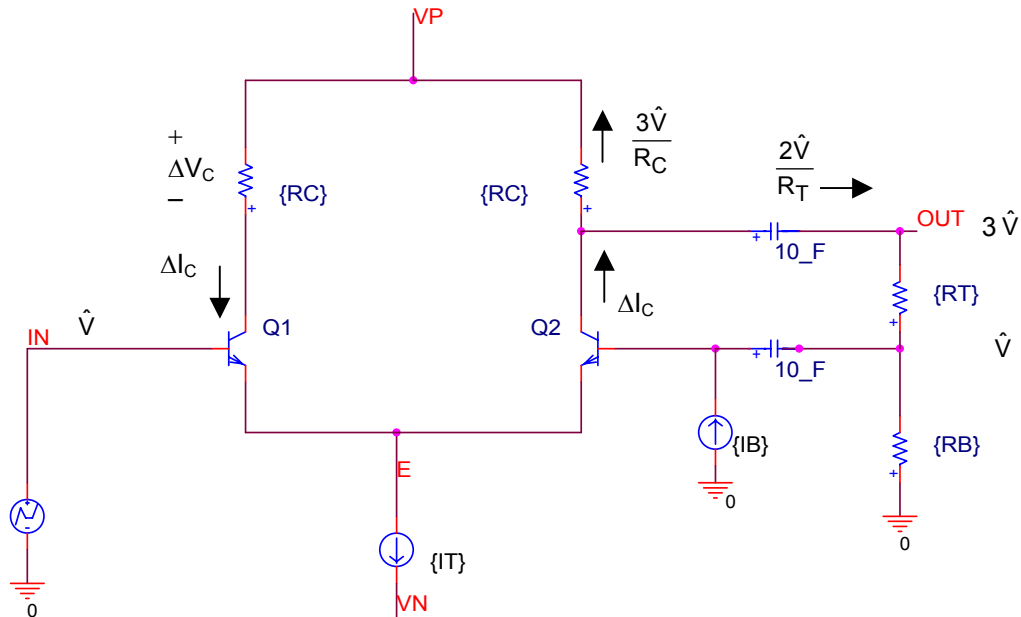 VP
+
ΔV_C
−
{RC}
+
{RC}
+
3V̂
R_C
2V̂
R_T
OUT
3 V̂
+
10_F
{RT}
+
ΔI_C
ΔI_C
IN
V̂
Q1
Q2
+
10_F
V̂
{IB}
{RB}
+
0
0
E
{IT}
VN
+
-
0